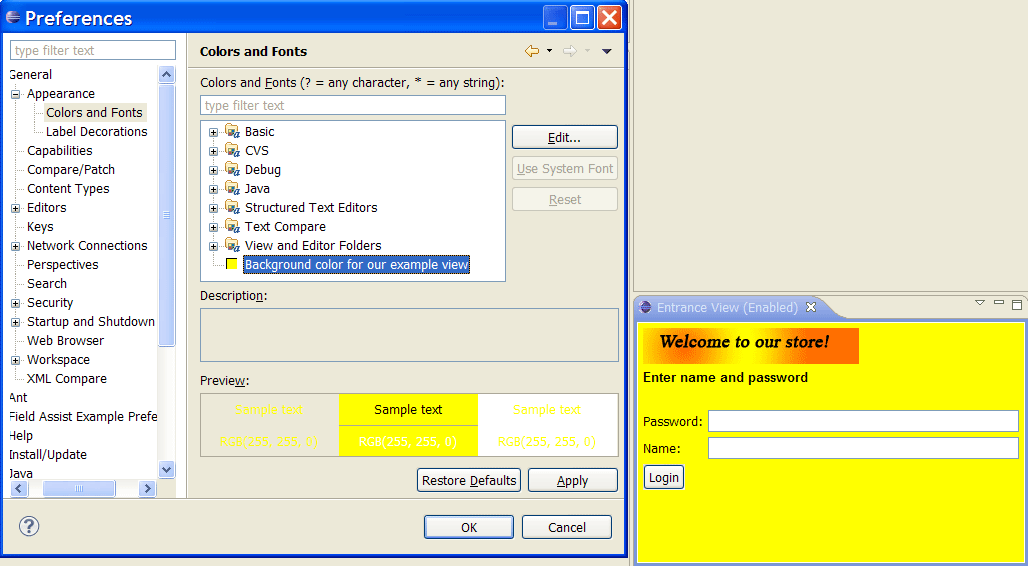 Preferences
type filter text
General
Appearance
Colors and Fonts
Label Decorations
Capabilities
Compare/Patch
Content Types
Editors
Keys
Network Connections
Perspectives
Search
Security
Startup and Shutdown
Web Browser
Workspace
XML Compare
Ant
Field Assist Example Prefe
Help
Install/Update
Java
Colors and Fonts
Colors and Fonts (? = any character, * = any string):
type filter text
Basic
CVS
Debug
Java
Structured Text Editors
Text Compare
View and Editor Folders
Background color for our example view
Edit...
Use System Font
Reset
Description:
Preview:
Sample text Sample text Sample text
RGB(255, 255, 0) RGB(255, 255, 0) RGB(255, 255, 0)
Restore Defaults Apply
? OK Cancel
Entrance View (Enabled)
Welcome to our store!
Enter name and password
Password:
Name:
Login